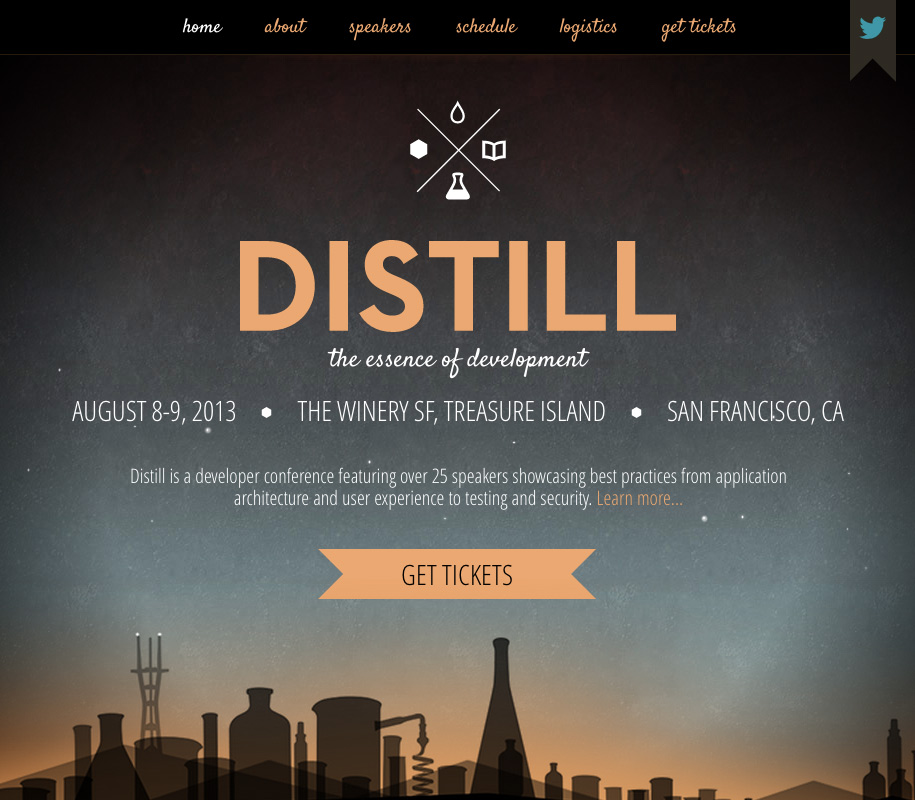 home about speakers schedule logistics get tickets
DISTILL
the essence of development
AUGUST 8-9, 2013 THE WINERY SF, TREASURE ISLAND SAN FRANCISCO, CA
Distill is a developer conference featuring over 25 speakers showcasing best practices from application
architecture and user experience to testing and security. Learn more...
GET TICKETS